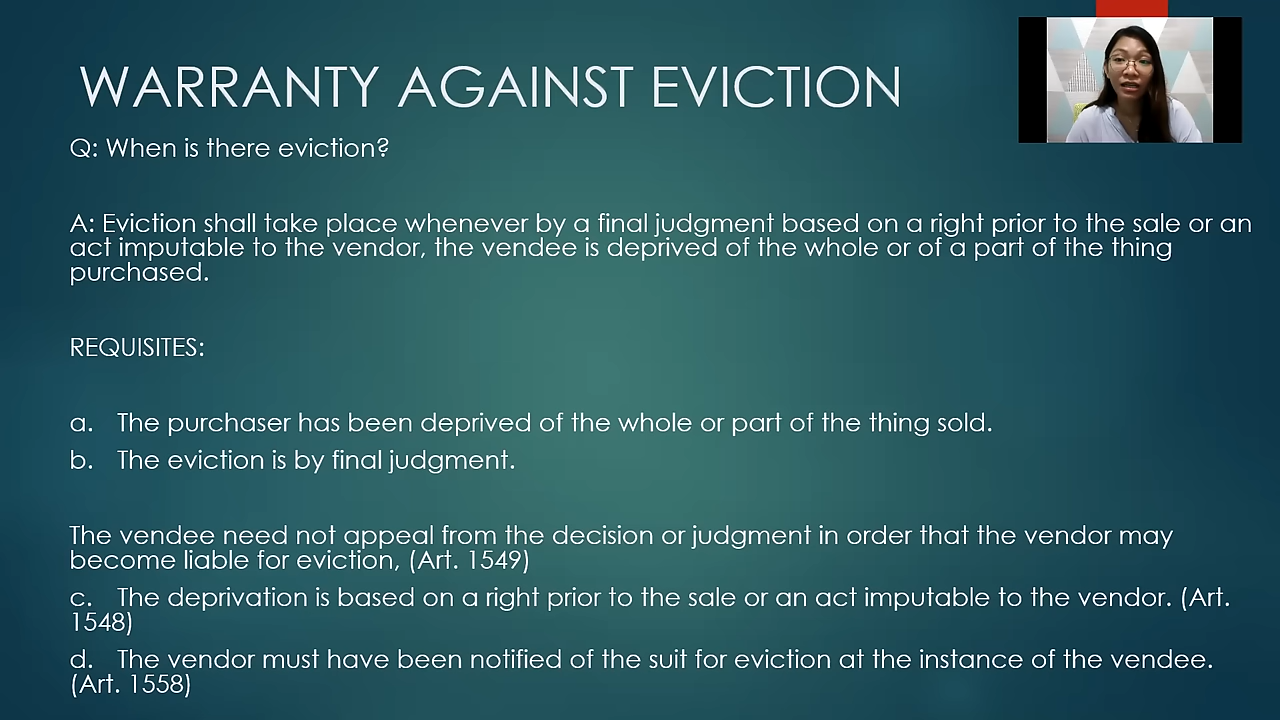 WARRANTY AGAINST EVICTION
Q: When is there eviction?
A: Eviction shall take place whenever by a final judgment based on a right prior to the sale or an
act imputable to the vendor, the vendee is deprived of the whole or of a part of the thing
purchased.
REQUISITES:
a. The purchaser has been deprived of the whole or part of the thing sold.
b. The eviction is by final judgment.
The vendee need not appeal from the decision or judgment in order that the vendor may
become liable for eviction, (Art. 1549)
c. The deprivation is based on a right prior to the sale or an act imputable to the vendor. (Art.
1548)
d. The vendor must have been notified of the suit for eviction at the instance of the vendee.
(Art. 1558)